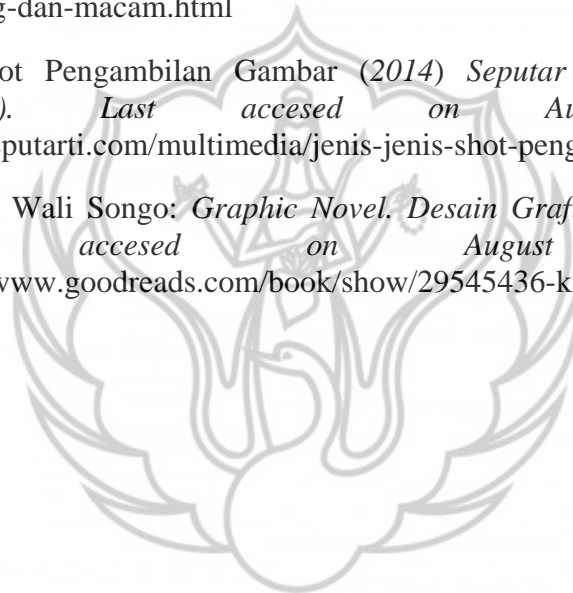 g-dan-macam.html
ot Pengambilan Gambar (2014) Seputar
). Last accesed on Au
eputarti.com/multimedia/jenis-jenis-shot-peng
Wali Songo: Graphic Novel. Desain Graf
accesed on August
www.goodreads.com/book/show/29545436-k